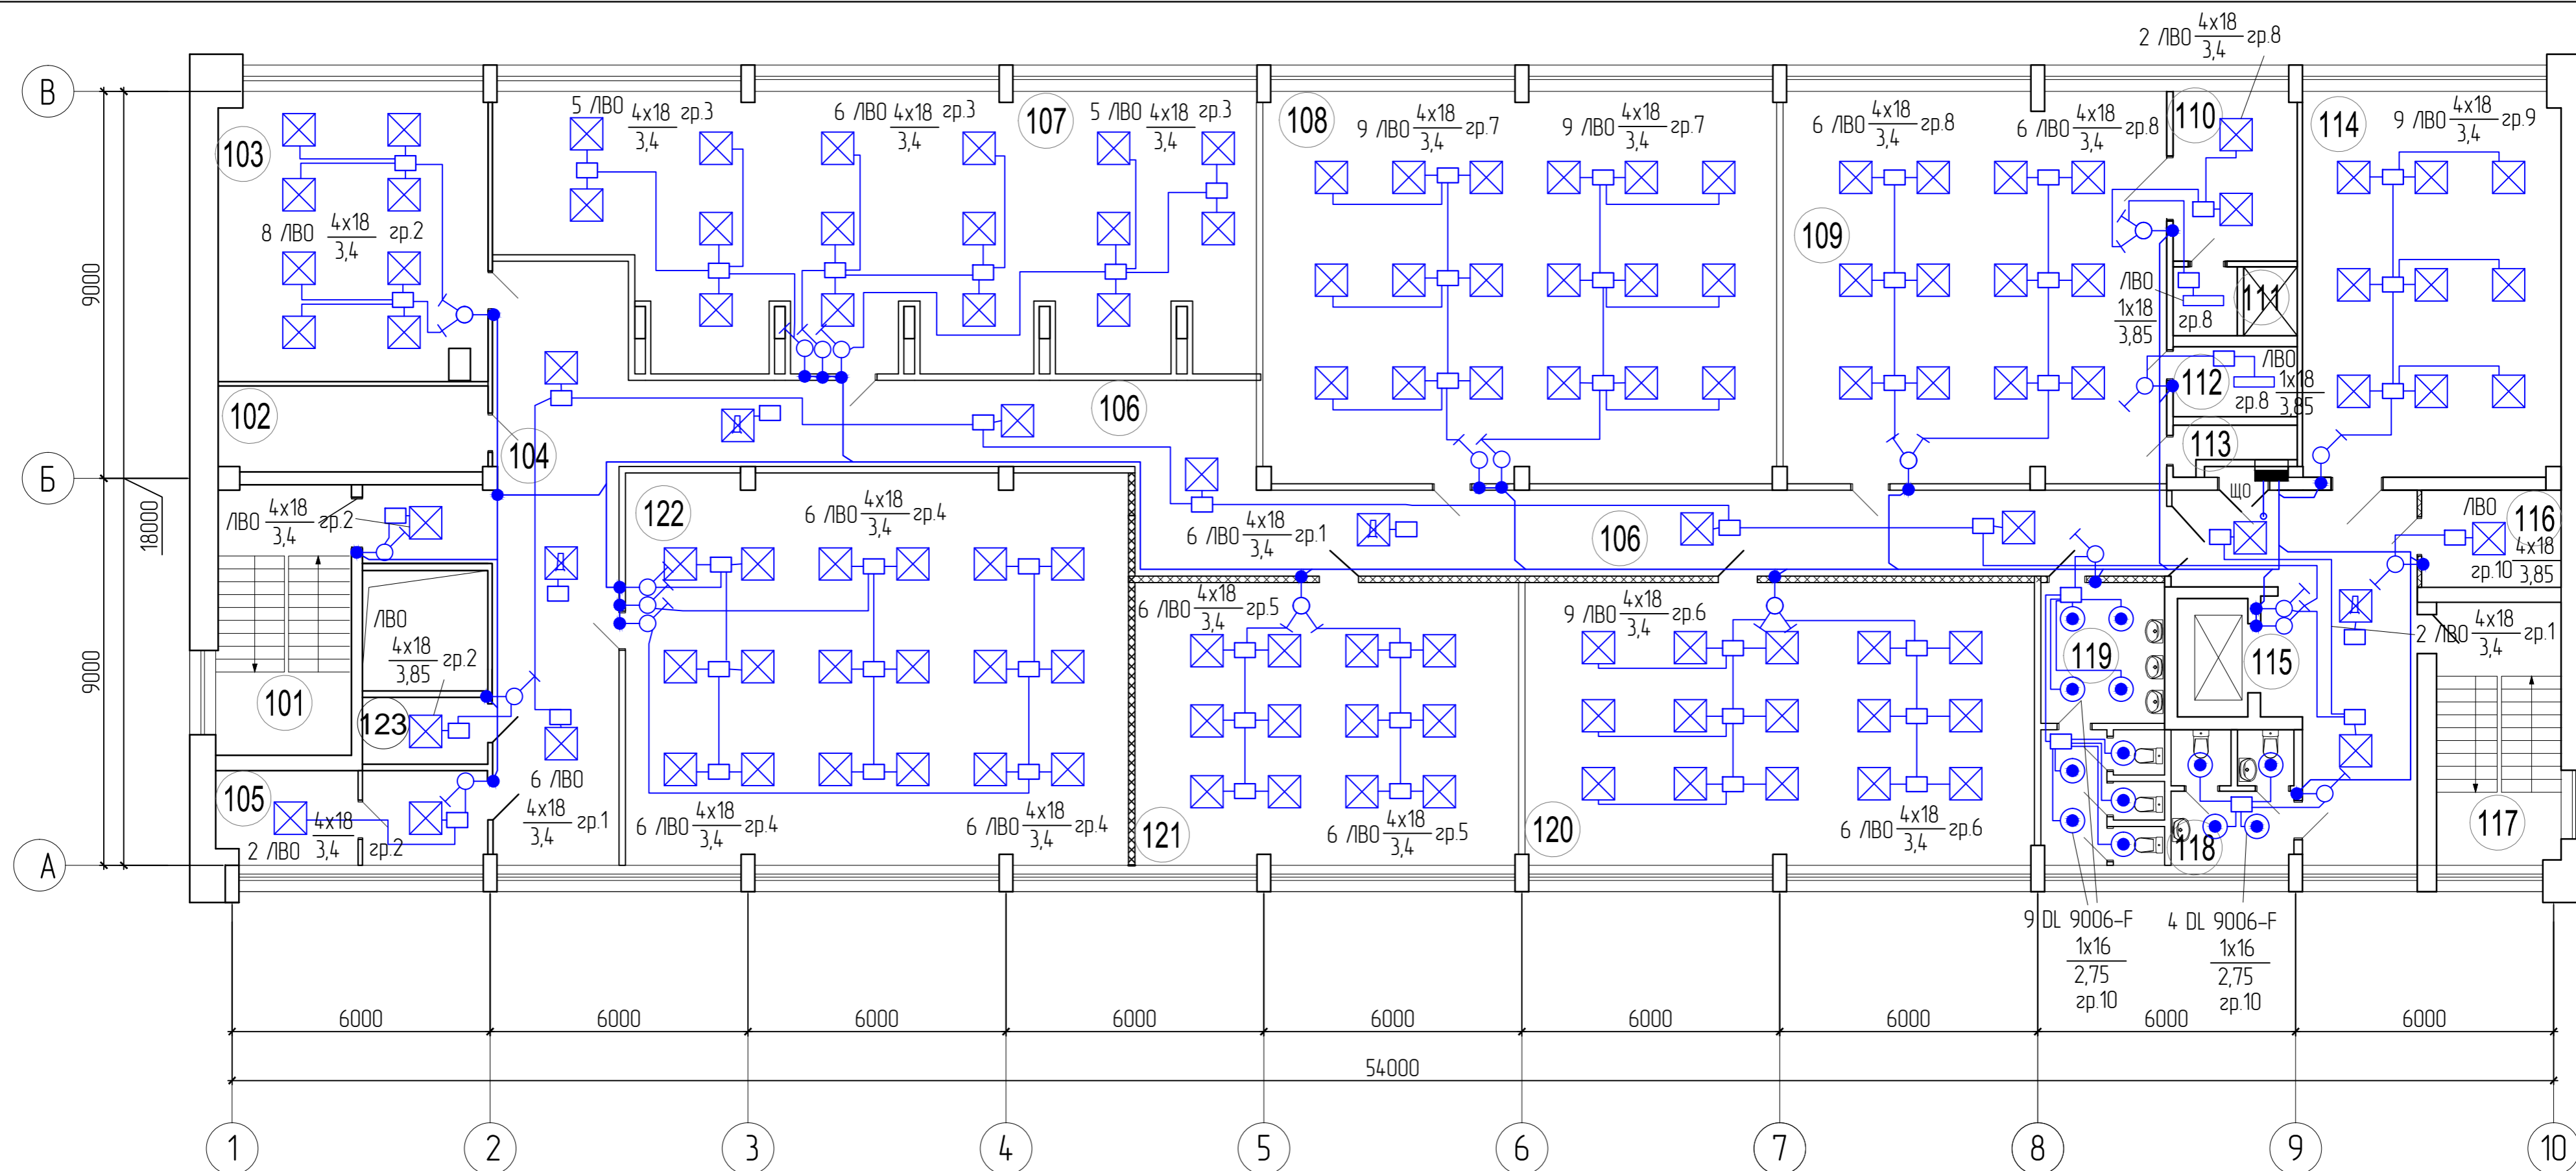 2 ЛВО 4x18 гр.8
3,4
В
5 ЛВО 4x18 гр.3
3,4
6 ЛВО 4x18 гр.3
3,4
107
5 ЛВО 4x18 гр.3
3,4
108
9 ЛВО 4x18 гр.7
3,4
9 ЛВО 4x18 гр.7
3,4
6 ЛВО 4x18 гр.8
3,4
6 ЛВО 4x18 гр.8
3,4
110
114
9 ЛВО 4x18 гр.9
3,4
103
8 ЛВО 4x18 гр.2
3,4
109
9000
ЛВО
1x18 гр.8
3,85
111
102
104
106
112
ЛВО
гр.8 1x18
3,85
113
Б
18000
ЛВО 4x18 гр.2
3,4
122
6 ЛВО 4x18 гр.4
3,4
6 ЛВО 4x18 гр.1
3,4
106
ЩО
ЛВО
116
гр.10 4x18
3,85
Д
Д
Д
Д
ЛВО
4x18 гр.2
3,85
6 ЛВО 4x18 гр.5
3,4
9 ЛВО 4x18 гр.6
3,4
119
115
2 ЛВО 4x18 гр.1
3,4
9000
101
123
105
2 ЛВО 4x18 гр.2
3,4
6 ЛВО
4x18 гр.1
3,4
6 ЛВО 4x18 гр.4
3,4
6 ЛВО 4x18 гр.4
3,4
121
6 ЛВО 4x18 гр.5
3,4
120
6 ЛВО 4x18 гр.6
3,4
118
117
А
9 DL 9006-F
1x16
2,75
гр.10
4 DL 9006-F
1x16
2,75
гр.10
6000 6000 6000 6000 6000 6000 6000 6000 6000
54000
1 2 3 4 5 6 7 8 9 10